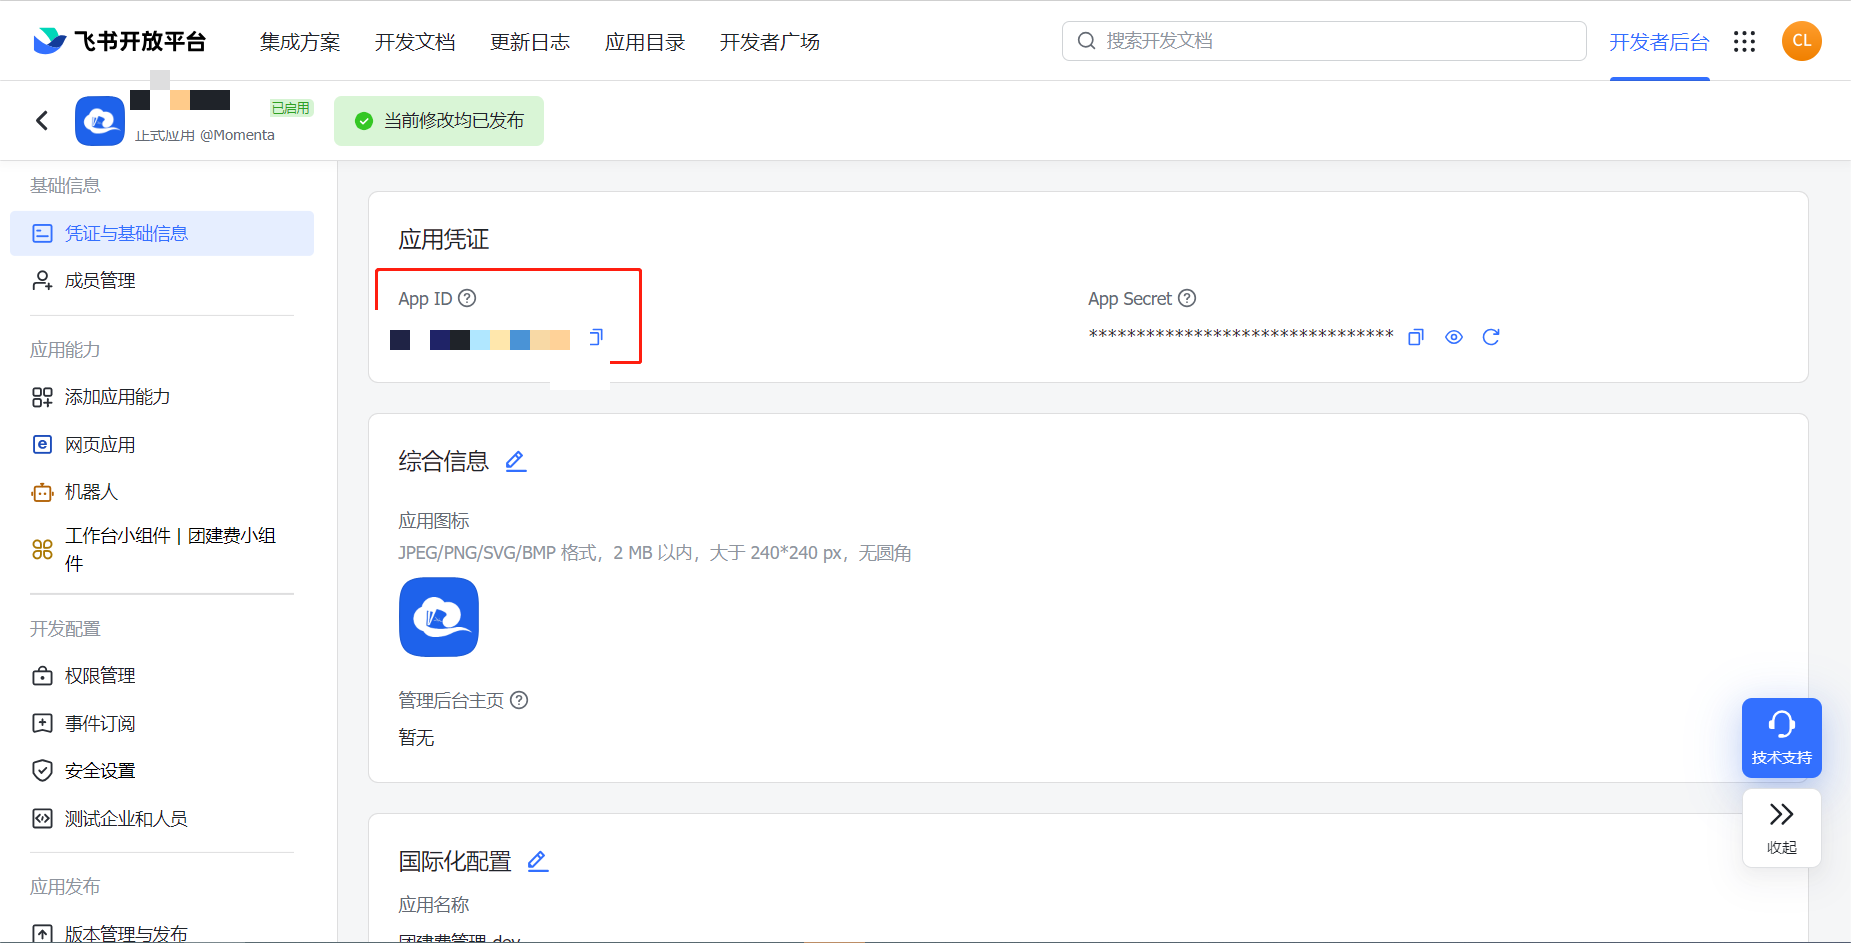 飞书开放平台 集成方案 开发文档 更新日志 应用目录 开发者广场 搜索开发文档 开发者后台 CL
已启用
正式应用 @Momenta
当前修改均已发布
基础信息
凭证与基础信息
成员管理
应用能力
添加应用能力
网页应用
机器人
工作台小组件 | 团建费小组
件
开发配置
权限管理
事件订阅
安全设置
测试企业和人员
应用发布
版本管理与发布
应用凭证
App ID
App Secret
********************************
综合信息
应用图标
JPEG/PNG/SVG/BMP 格式，2 MB 以内，大于 240*240 px，无圆角
管理后台主页
暂无
国际化配置
应用名称
团建费管理-dev
技术支持
收起